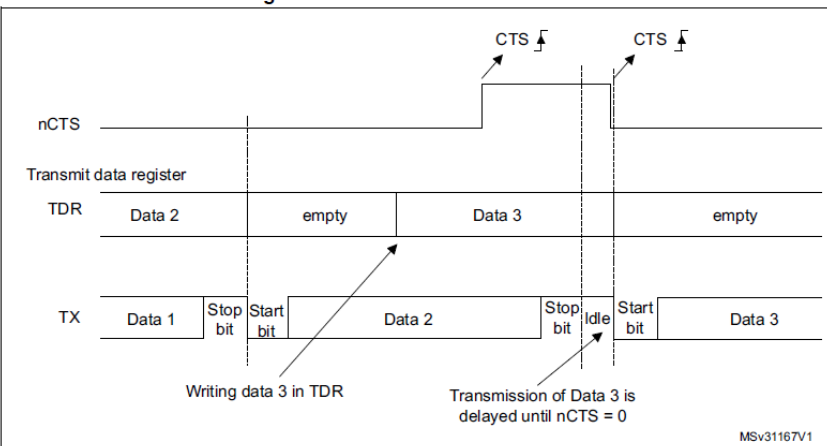 CTS CTS
nCTS
Transmit data register
TDR Data 2 empty Data 3 empty
TX Data 1 Stop bit Start bit Data 2 Stop bit Idle Start bit Data 3
Writing data 3 in TDR
Transmission of Data 3 is
delayed until nCTS = 0
MSv31167V1